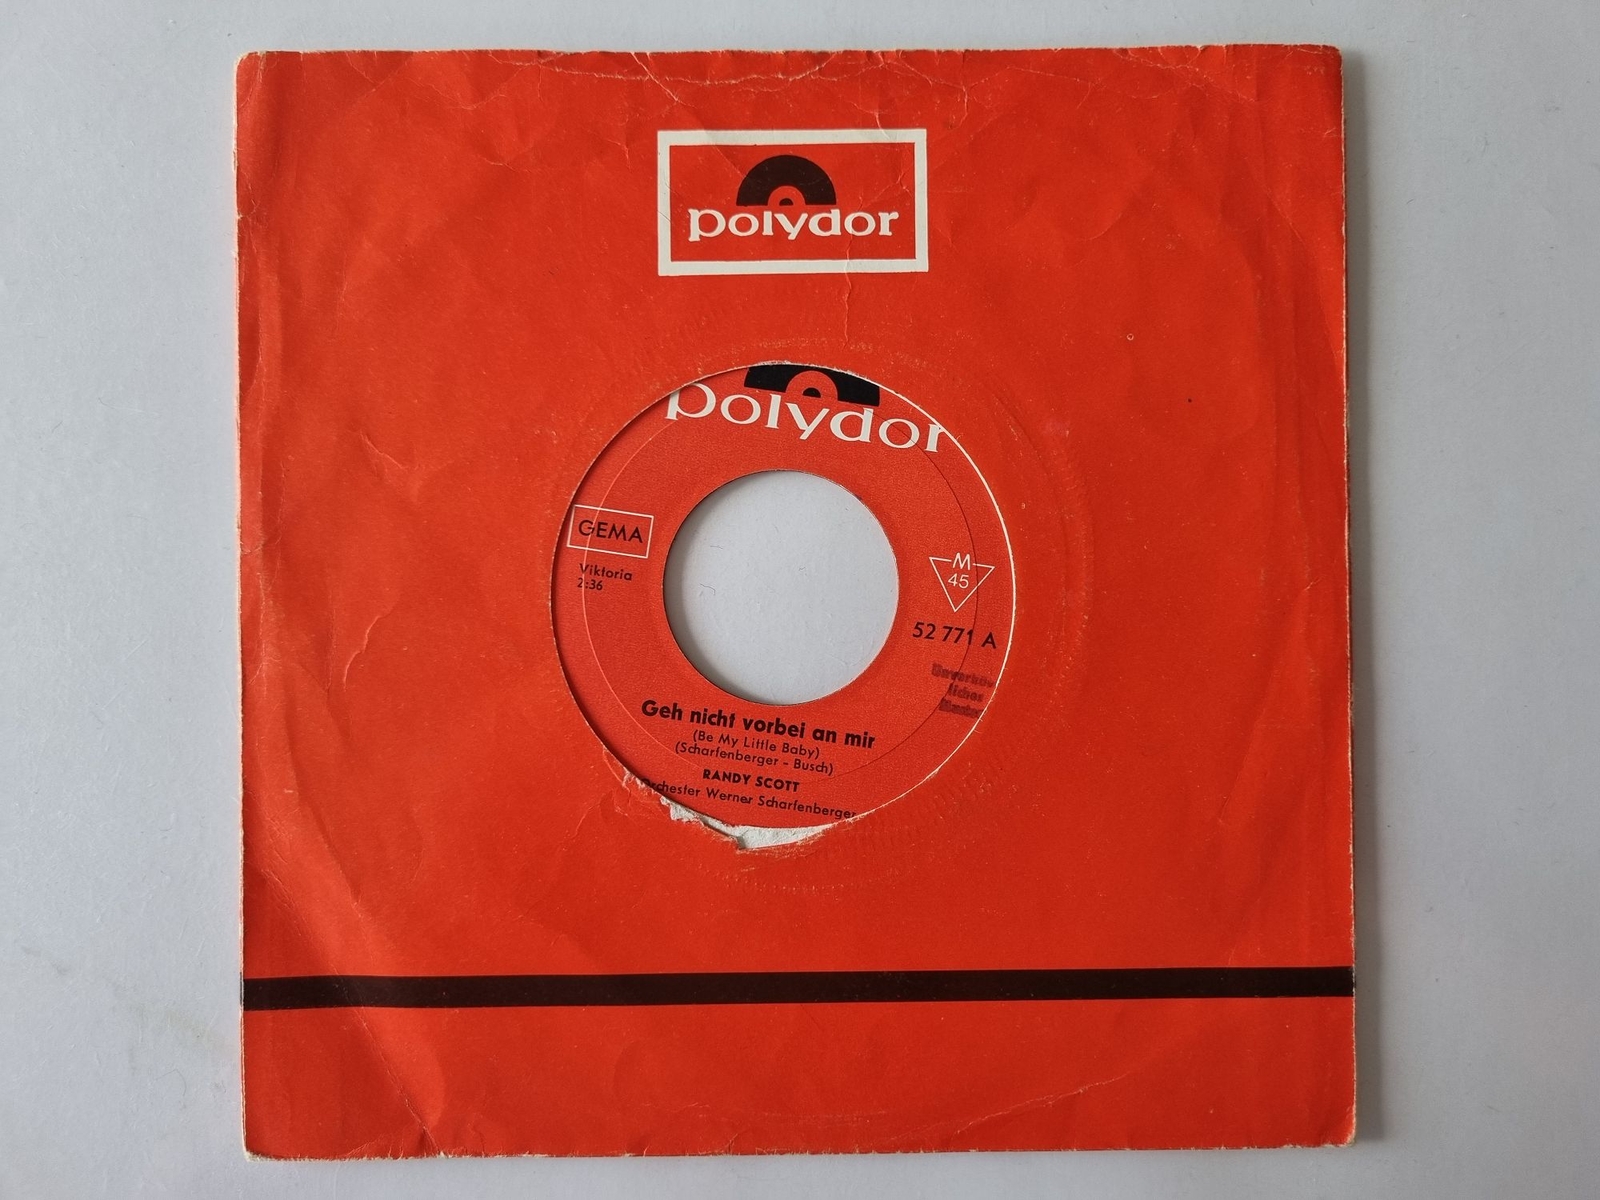 polydor
polydor
GEMA
Viktoria
2:36
M
45
52 771 A
Geh nicht vorbei an mir
(Be My Little Baby)
(Scharfenberger - Busch)
RANDY SCOTT
Orchester Werner Scharfenberger